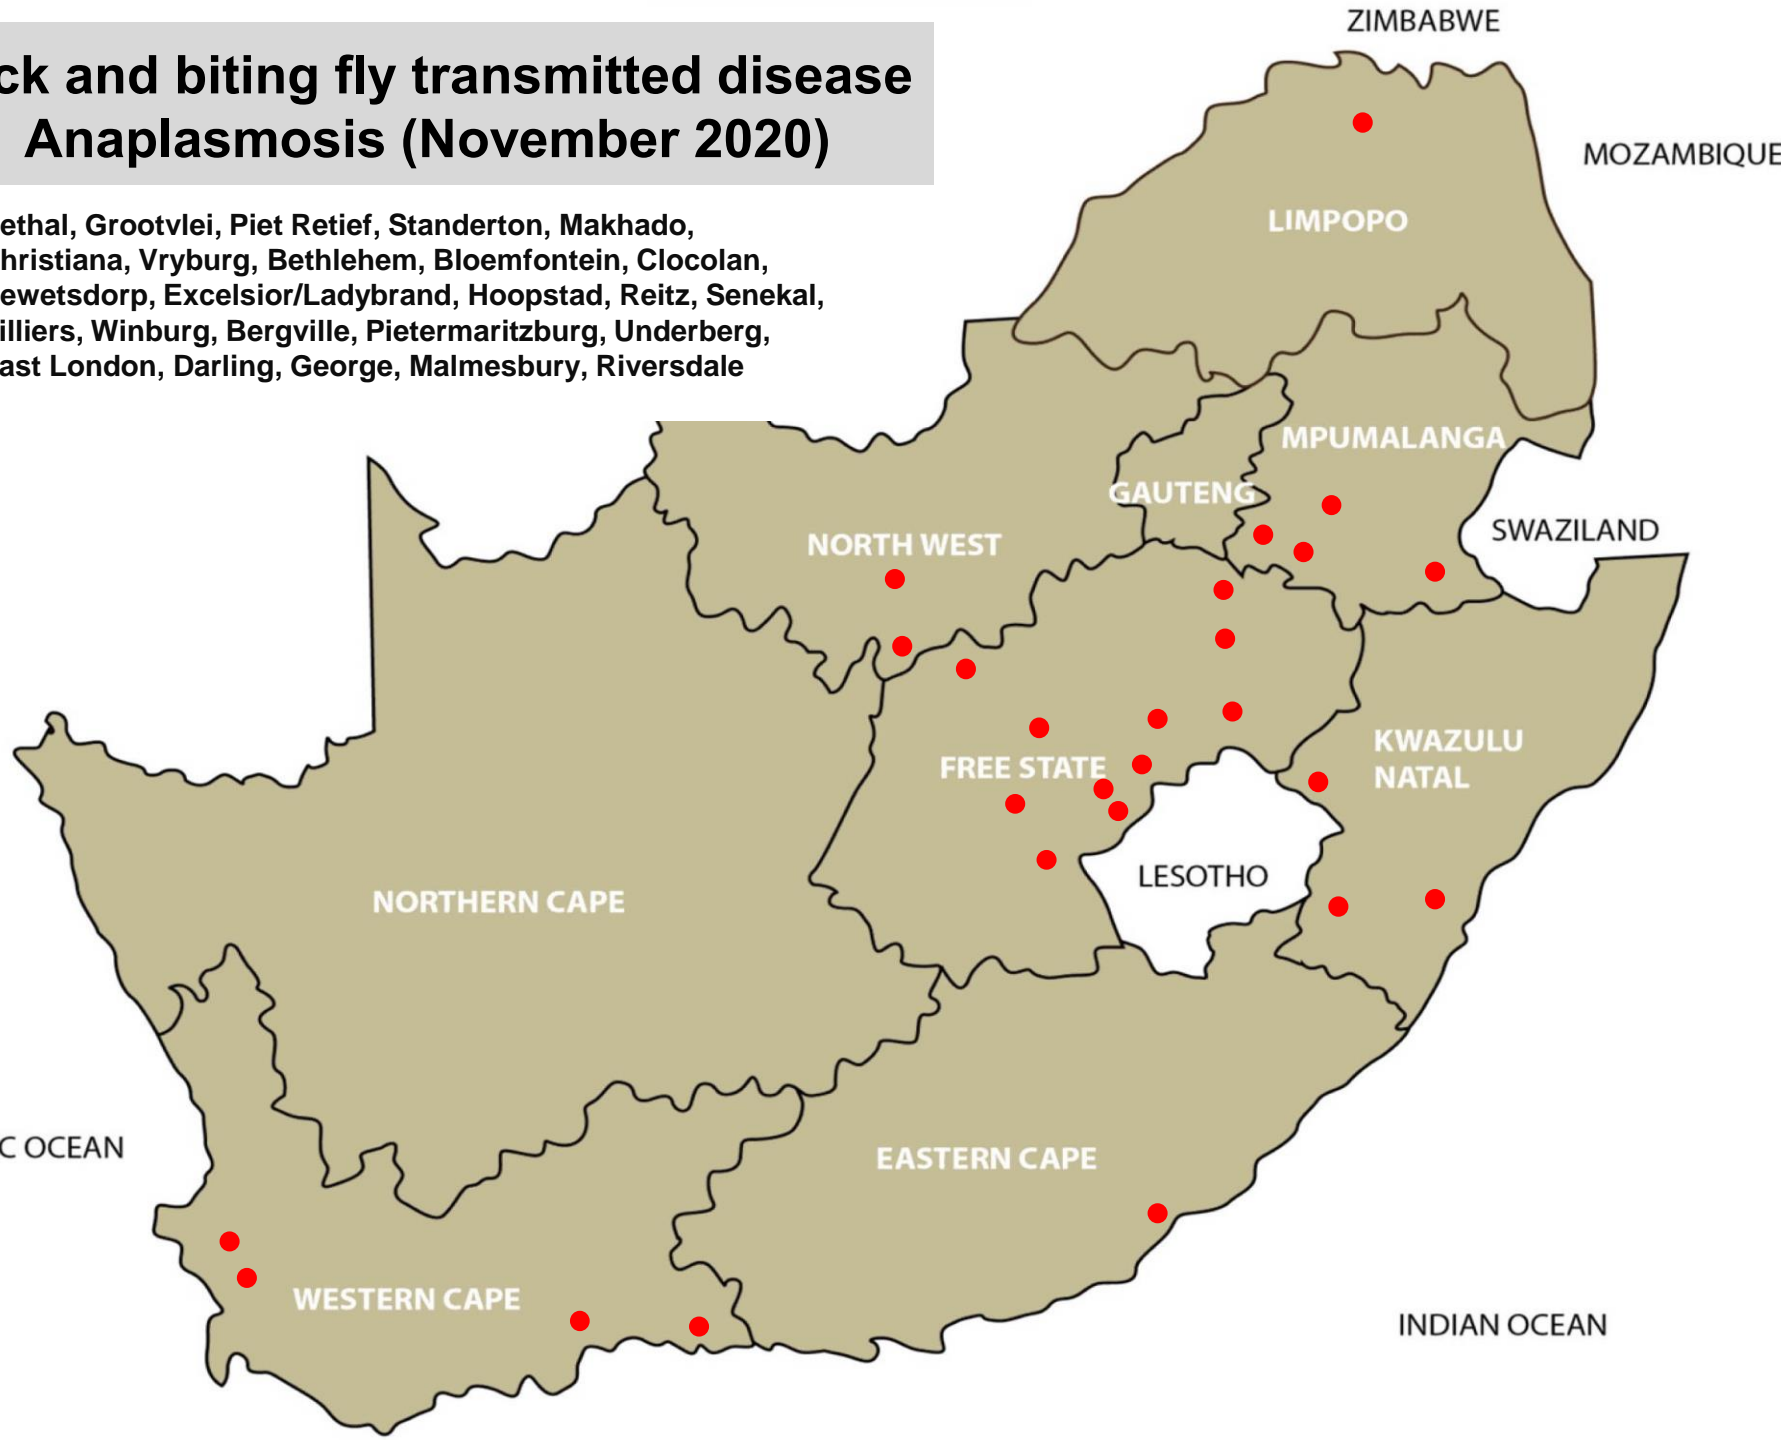 ZIMBABWE
ck and biting fly transmitted disease
Anaplasmosis (November 2020)
MOZAMBIQUE
ethal, Grootvlei, Piet Retief, Standerton, Makhado,
hristiana, Vryburg, Bethlehem, Bloemfontein, Clocolan,
ewetsdorp, Excelsior/Ladybrand, Hoopstad, Reitz, Senekal,
illiers, Winburg, Bergville, Pietermaritzburg, Underberg,
ast London, Darling, George, Malmesbury, Riversdale
LIMPOPO
MPUMALANGA
GAUTENG
NORTH WEST
SWAZILAND
KWAZULU
NATAL
FREE STATE
LESOTHO
NORTHERN CAPE
C OCEAN
EASTERN CAPE
WESTERN CAPE
INDIAN OCEAN